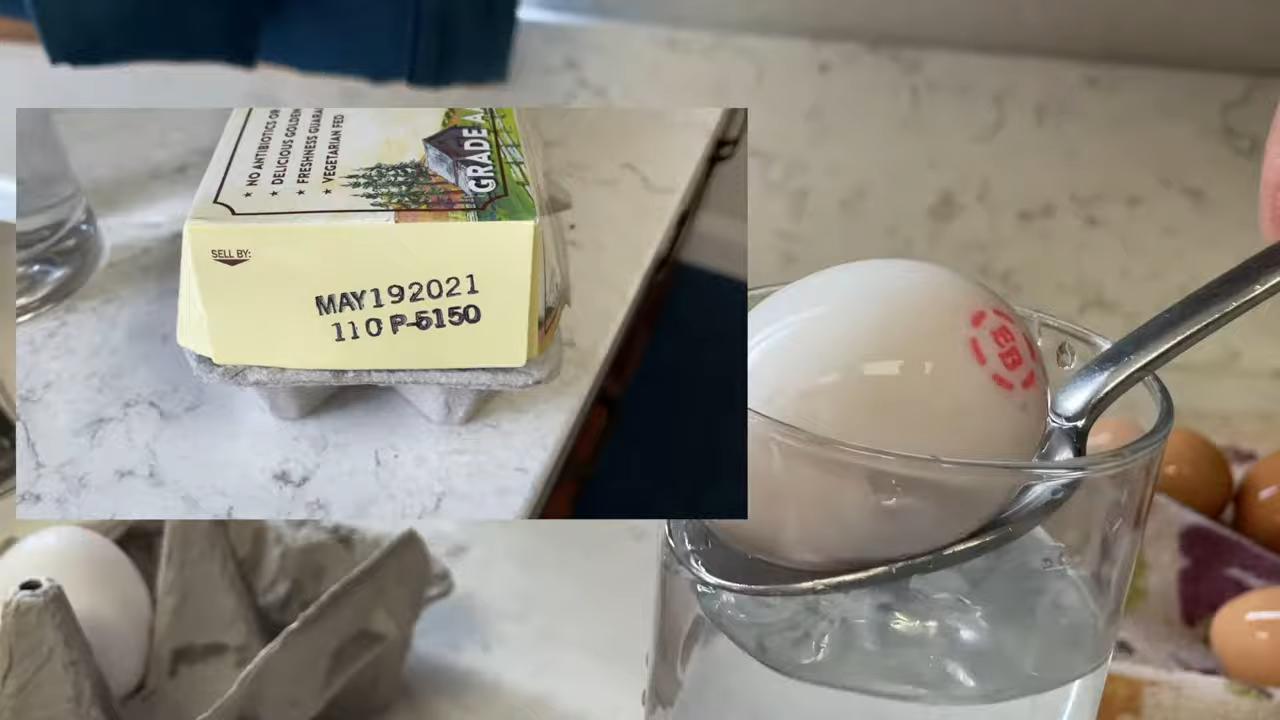 ★ NO ANTIBIOTICS OR
★ DELICIOUS GOLDEN
★ FRESHNESS GUARA
★ VEGETARIAN FED
GRADE A
SELL BY:
MAY192021
110 P-5150
EB